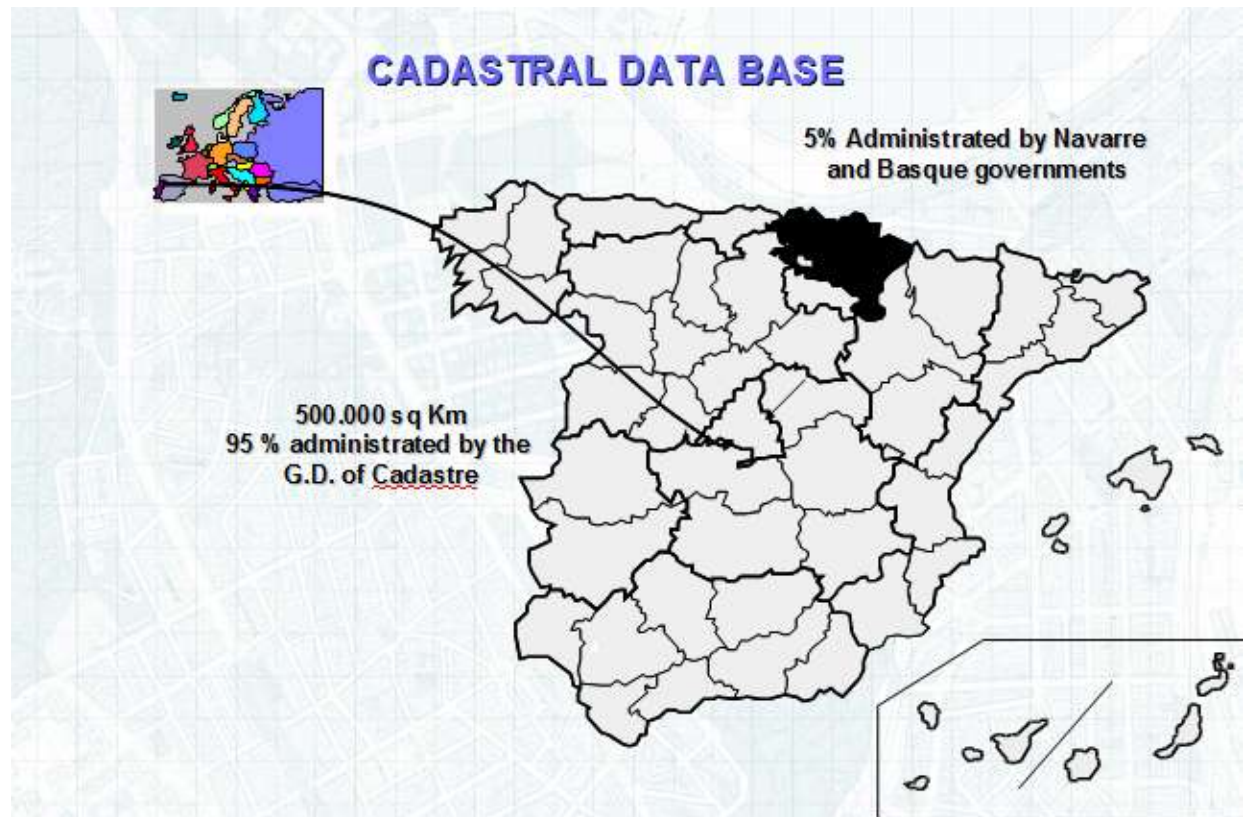 CADASTRAL DATA BASE
5% Administrated by Navarre
and Basque governments
500.000 sq Km
95 % administrated by the
G.D. of Cadastre